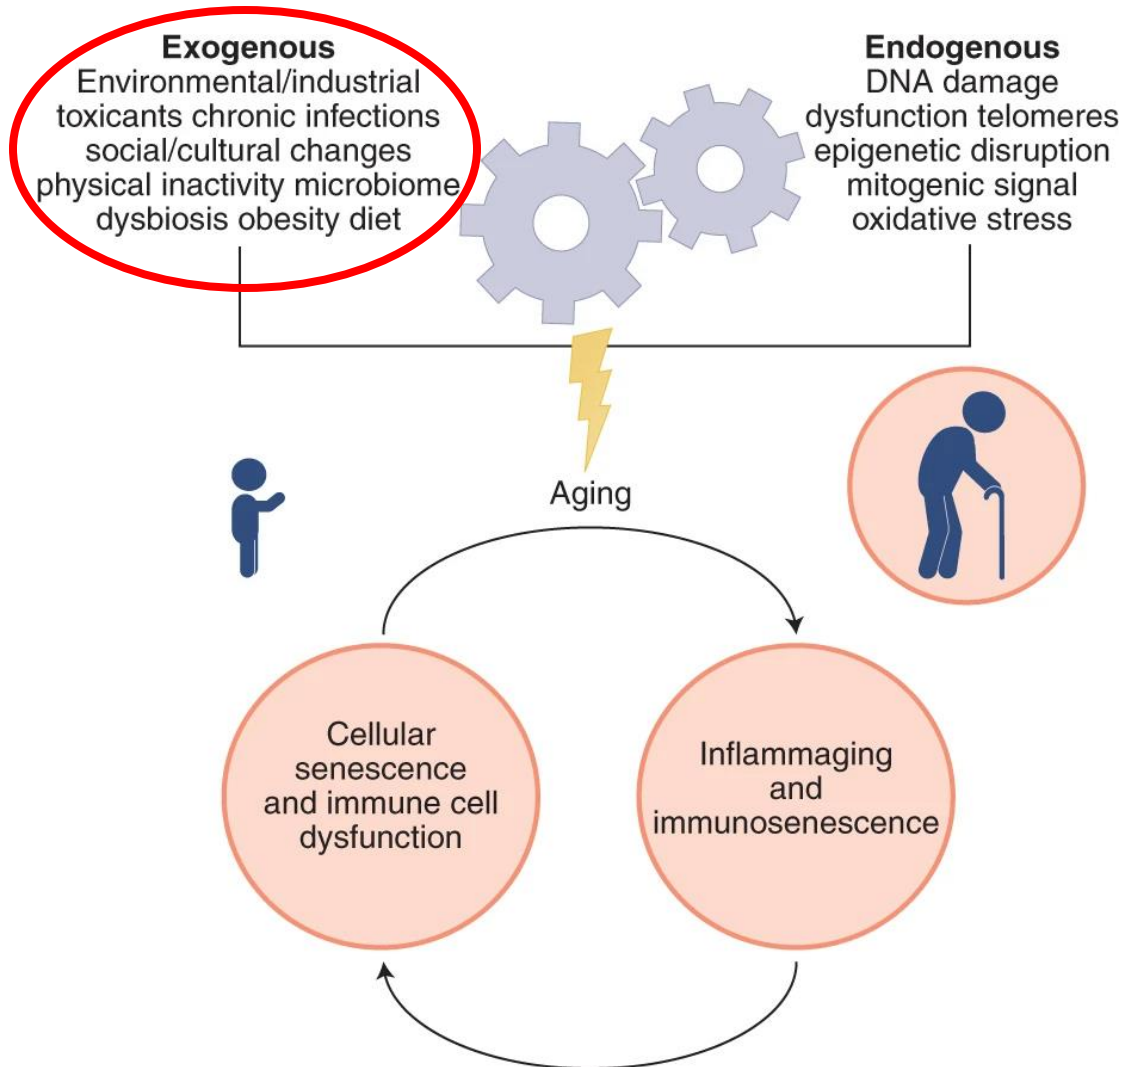 Exogenous
Environmental/industrial
toxicants chronic infections
social/cultural changes
physical inactivity microbiome
dysbiosis obesity diet
Endogenous
DNA damage
dysfunction telomeres
epigenetic disruption
mitogenic signal
oxidative stress
Aging
Cellular
senescence
and immune cell
dysfunction
Inflammaging
and
immunosenescence